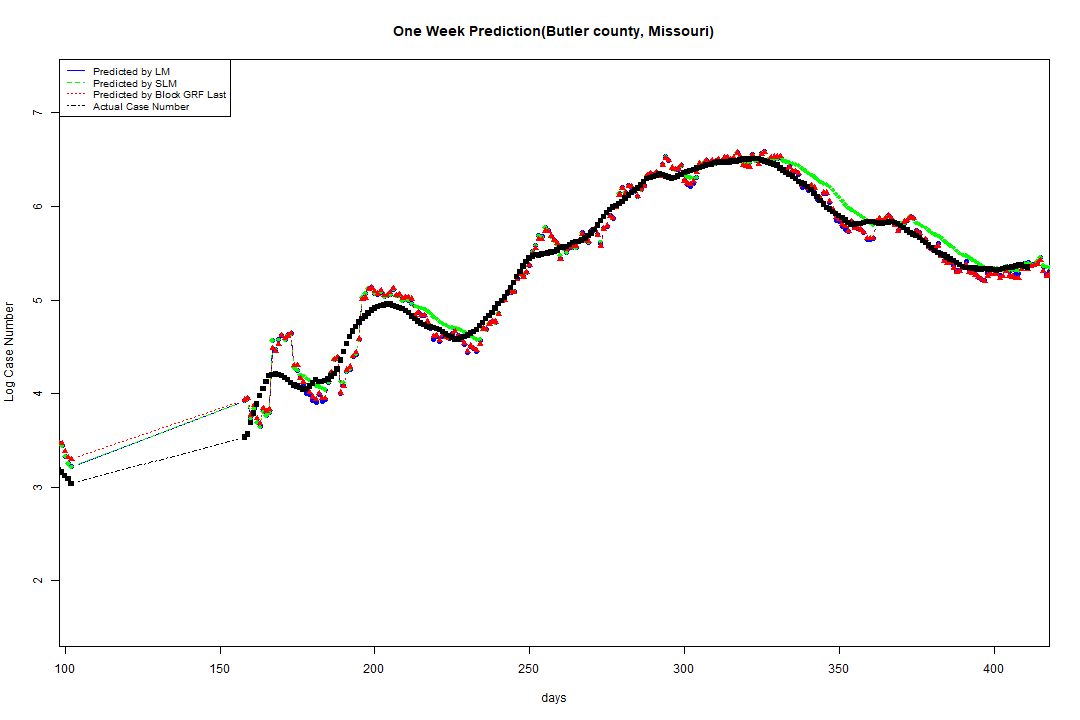 One Week Prediction(Butler county, Missouri)
Predicted by LM
Predicted by SLM
Predicted by Block GRF Last
Actual Case Number
7
6
5
4
3
2
Log Case Number
100 150 200 250 300 350 400
days